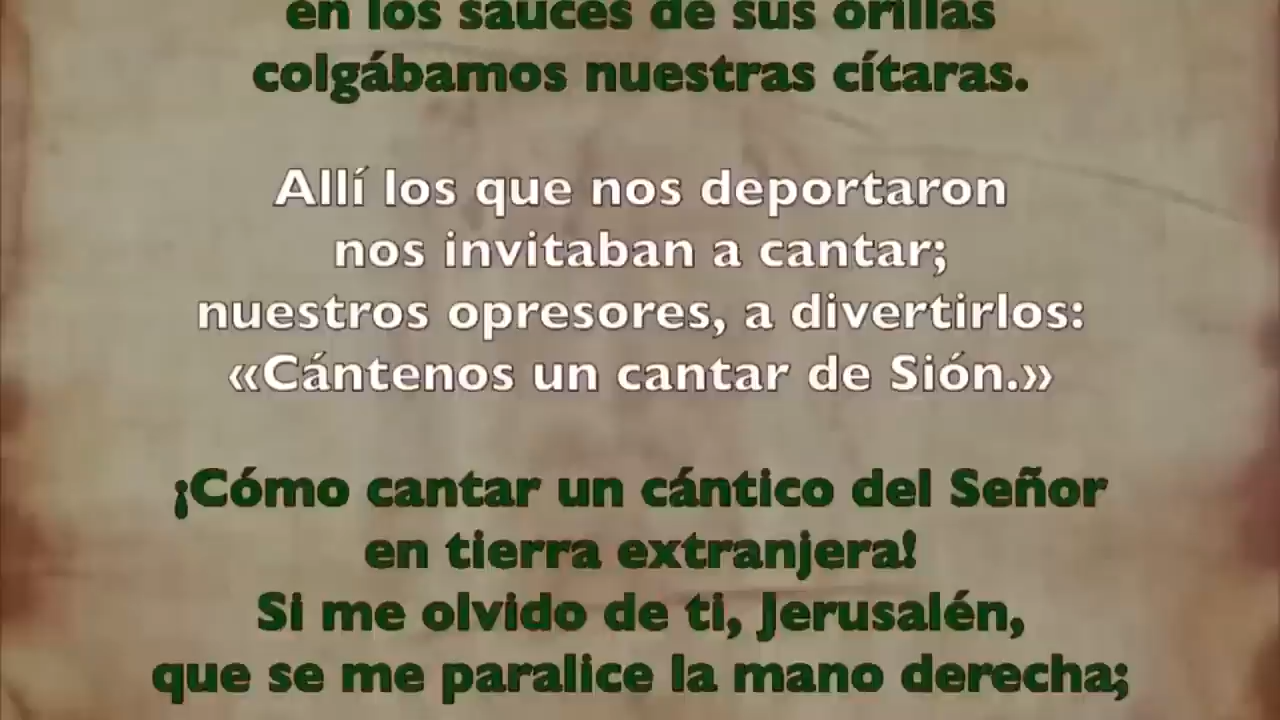 en los sauces de sus orillas
colgábamos nuestras cítaras.
Allí los que nos deportaron
nos invitaban a cantar;
nuestros opresores, a divertirlos:
«Cántenos un cantar de Sión.»
¡Cómo cantar un cántico del Señor
en tierra extranjera!
Si me olvido de ti, Jerusalén,
que se me paralice la mano derecha;